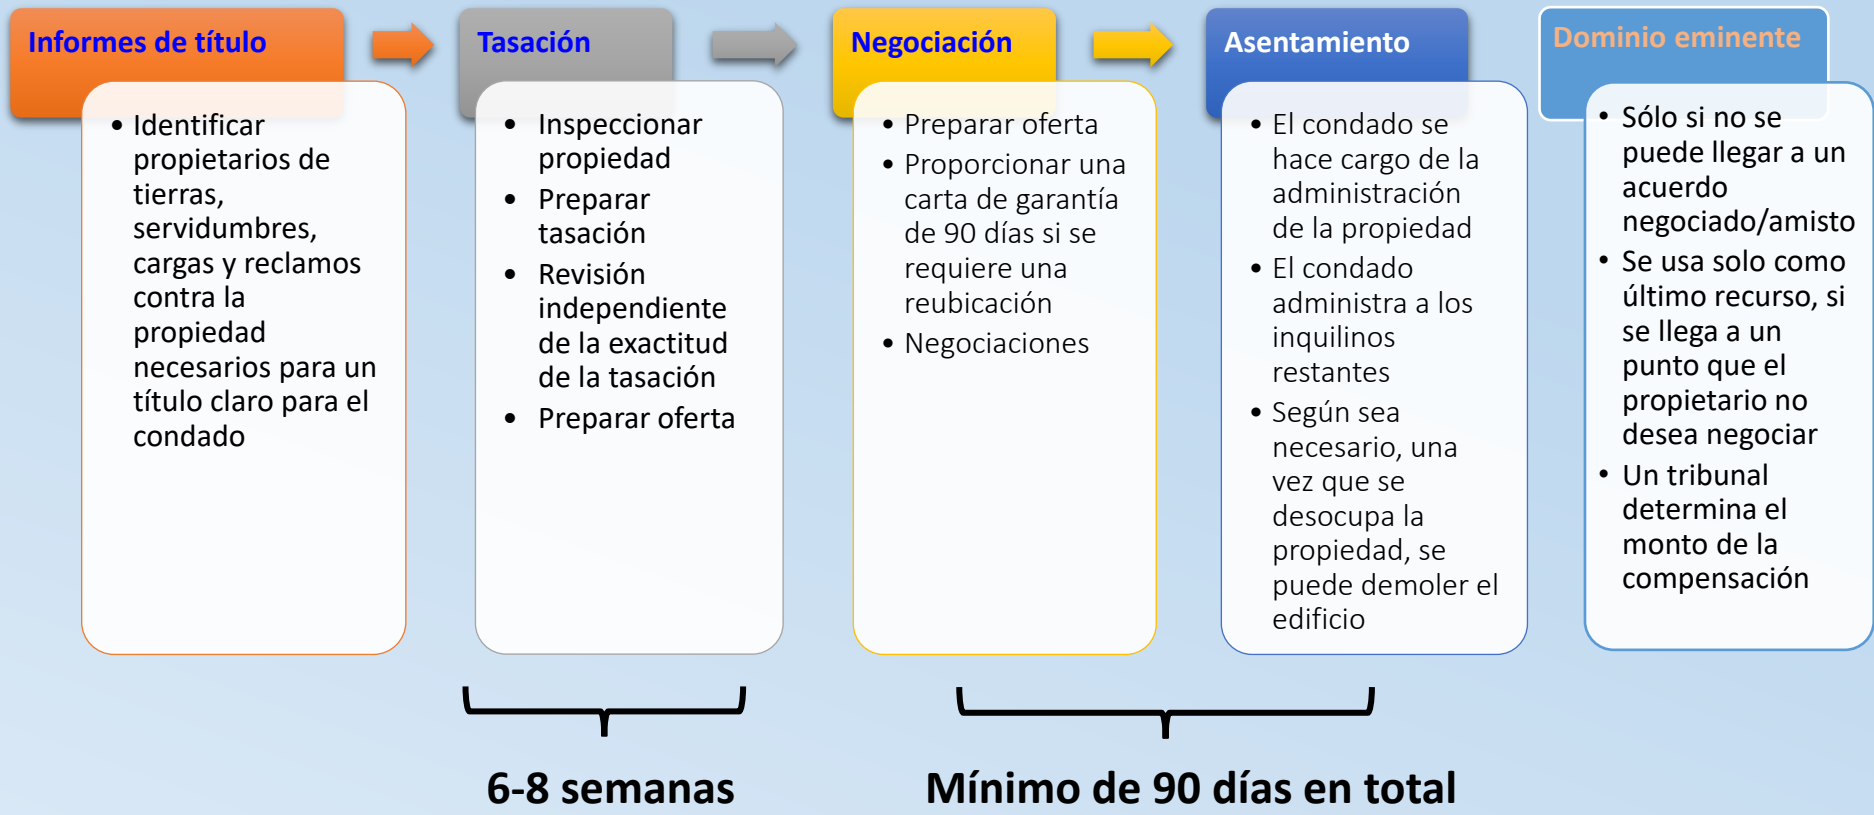 Informes de título
• Identificar
propietarios de
tierras,
servidumbres,
cargas y reclamos
contra la
propiedad
necesarios para un
título claro para el
condado
Tasación
• Inspeccionar
propiedad
• Preparar
tasación
• Revisión
independiente
de la exactitud
de la tasación
• Preparar oferta
Negociación
• Preparar oferta
• Proporcionar una
carta de garantía
de 90 días si se
requiere una
reubicación
• Negociaciones
Asentamiento
• El condado se
hace cargo de la
administración
de la propiedad
• El condado
administra a los
inquilinos
restantes
• Según sea
necesario, una
vez que se
desocupa la
propiedad, se
puede demoler el
edificio
Dominio eminente
• Sólo si no se
puede llegar a un
acuerdo
negociado/amisto
• Se usa solo como
último recurso, si
se llega a un
punto que el
propietario no
desea negociar
• Un tribunal
determina el
monto de la
compensación
6-8 semanas
Mínimo de 90 días en total